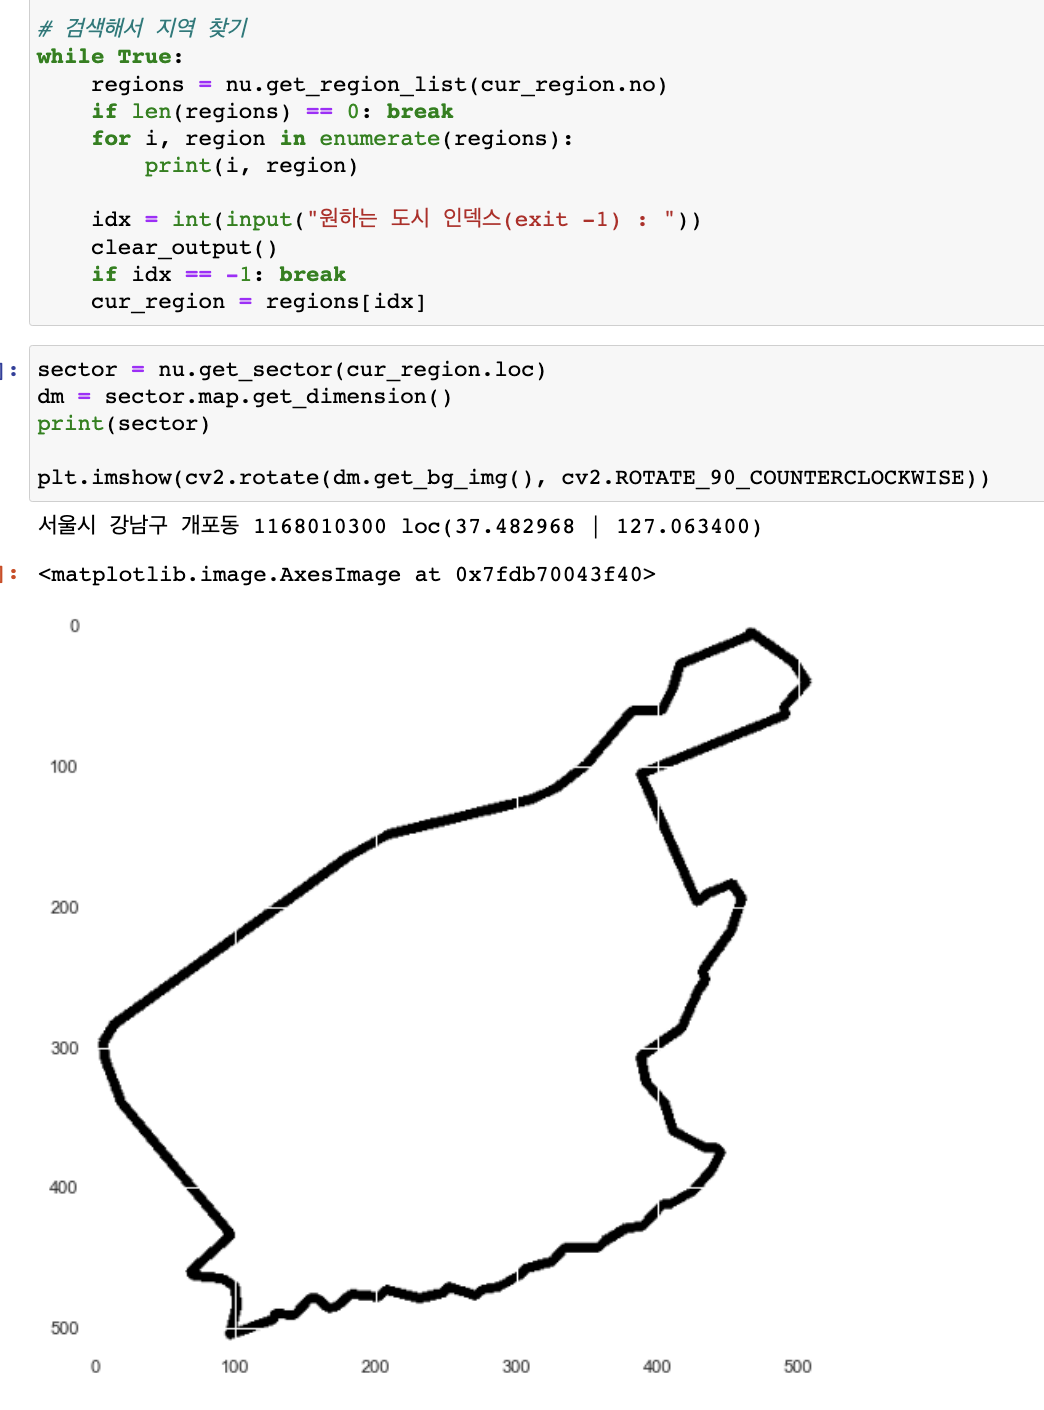 # 검색해서 지역 찾기
while True:
    regions = nu.get_region_list(cur_region.no)
    if len(regions) == 0: break
    for i, region in enumerate(regions):
        print(i, region)

    idx = int(input("원하는 도시 인덱스(exit -1) : "))
    clear_output()
    if idx == -1: break
    cur_region = regions[idx]

]: sector = nu.get_sector(cur_region.loc)
dm = sector.map.get_dimension()
print(sector)

plt.imshow(cv2.rotate(dm.get_bg_img(), cv2.ROTATE_90_COUNTERCLOCKWISE))
서울시 강남구 개포동 1168010300 loc(37.482968 | 127.063400)
]: <matplotlib.image.AxesImage at 0x7fdb70043f40>
0
100
200
300
400
500
0 100 200 300 400 500